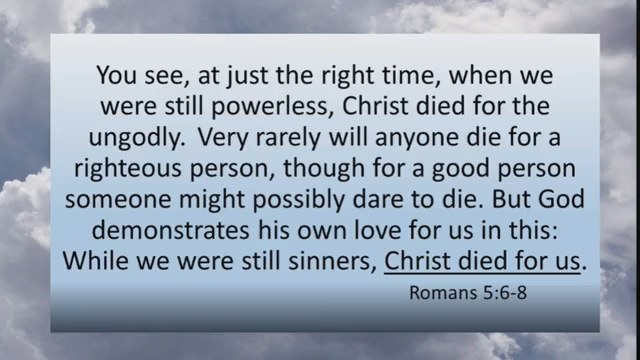 You see, at just the right time, when we
were still powerless, Christ died for the
ungodly.  Very rarely will anyone die for a
righteous person, though for a good person
someone might possibly dare to die. But God
demonstrates his own love for us in this:
While we were still sinners, Christ died for us.
Romans 5:6-8